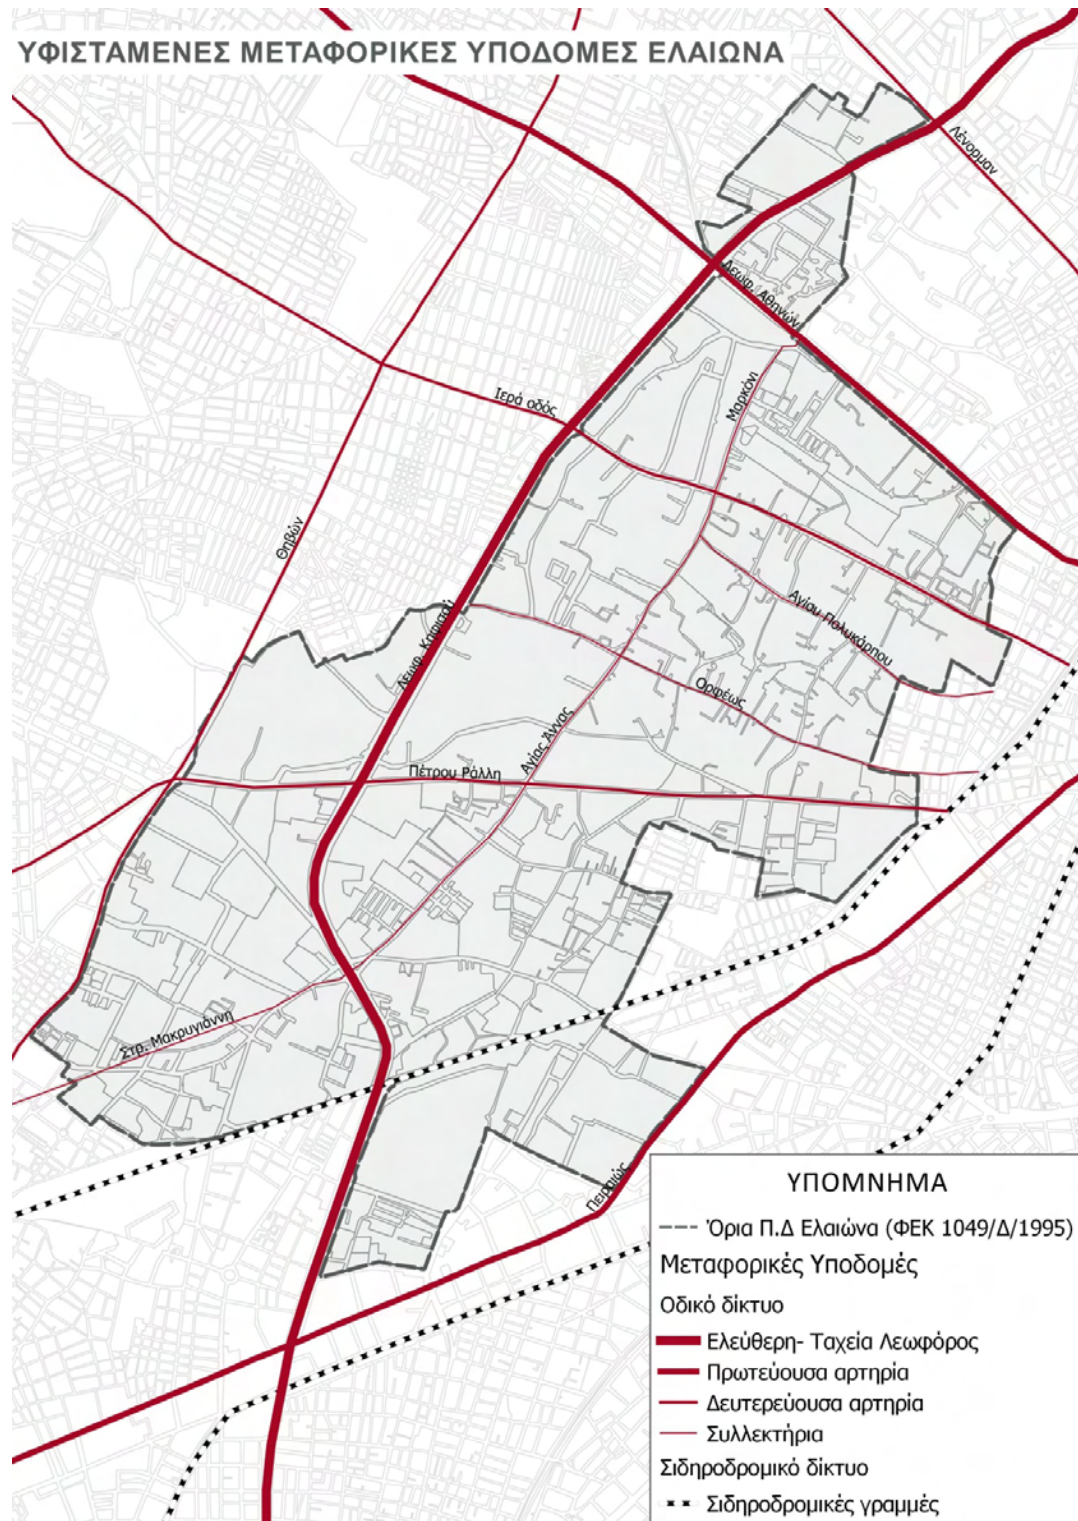 ΥΦΙΣΤΑΜΕΝΕΣ ΜΕΤΑΦΟΡΙΚΕΣ ΥΠΟΔΟΜΕΣ ΕΛΑΙΩΝΑ
Λένορμαν
Λεωφ. Αθηνών
Μαρκόνι
Ιερά οδός
Θηβών
Λεωφ. Κηφισού
Αγίου Πολυκάρπου
Ορφέως
Αγίας Άννας
Πέτρου Ράλλη
Στρ. Μακρυγιάννη
Πειραιώς
ΥΠΟΜΝΗΜΑ
Όρια Π.Δ Ελαιώνα (ΦΕΚ 1049/Δ/1995)
Μεταφορικές Υποδομές
Οδικό δίκτυο
Ελεύθερη- Ταχεία Λεωφόρος
Πρωτεύουσα αρτηρία
Δευτερεύουσα αρτηρία
Συλλεκτήρια
Σιδηροδρομικό δίκτυο
Σιδηροδρομικές γραμμές